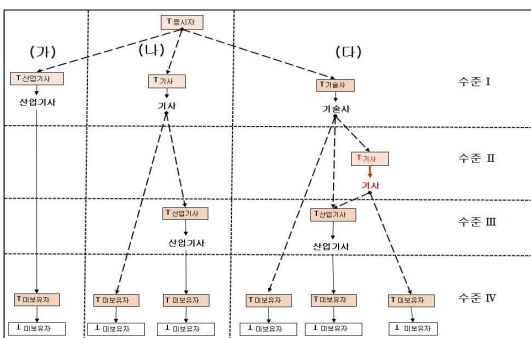 T응시자
(가) (나) (다)
T산업기사 T기사 T기술사 수준 Ⅰ
산업기사 기사 기술사
T기사 수준 Ⅱ
기사
T산업기사 T산업기사 수준 Ⅲ
산업기사 산업기사
T미보유자 T미보유자 T미보유자 T미보유자 T미보유자 T미보유자 수준 Ⅳ
⊥미보유자 ⊥미보유자 ⊥미보유자 ⊥미보유자 ⊥미보유자 ⊥미보유자